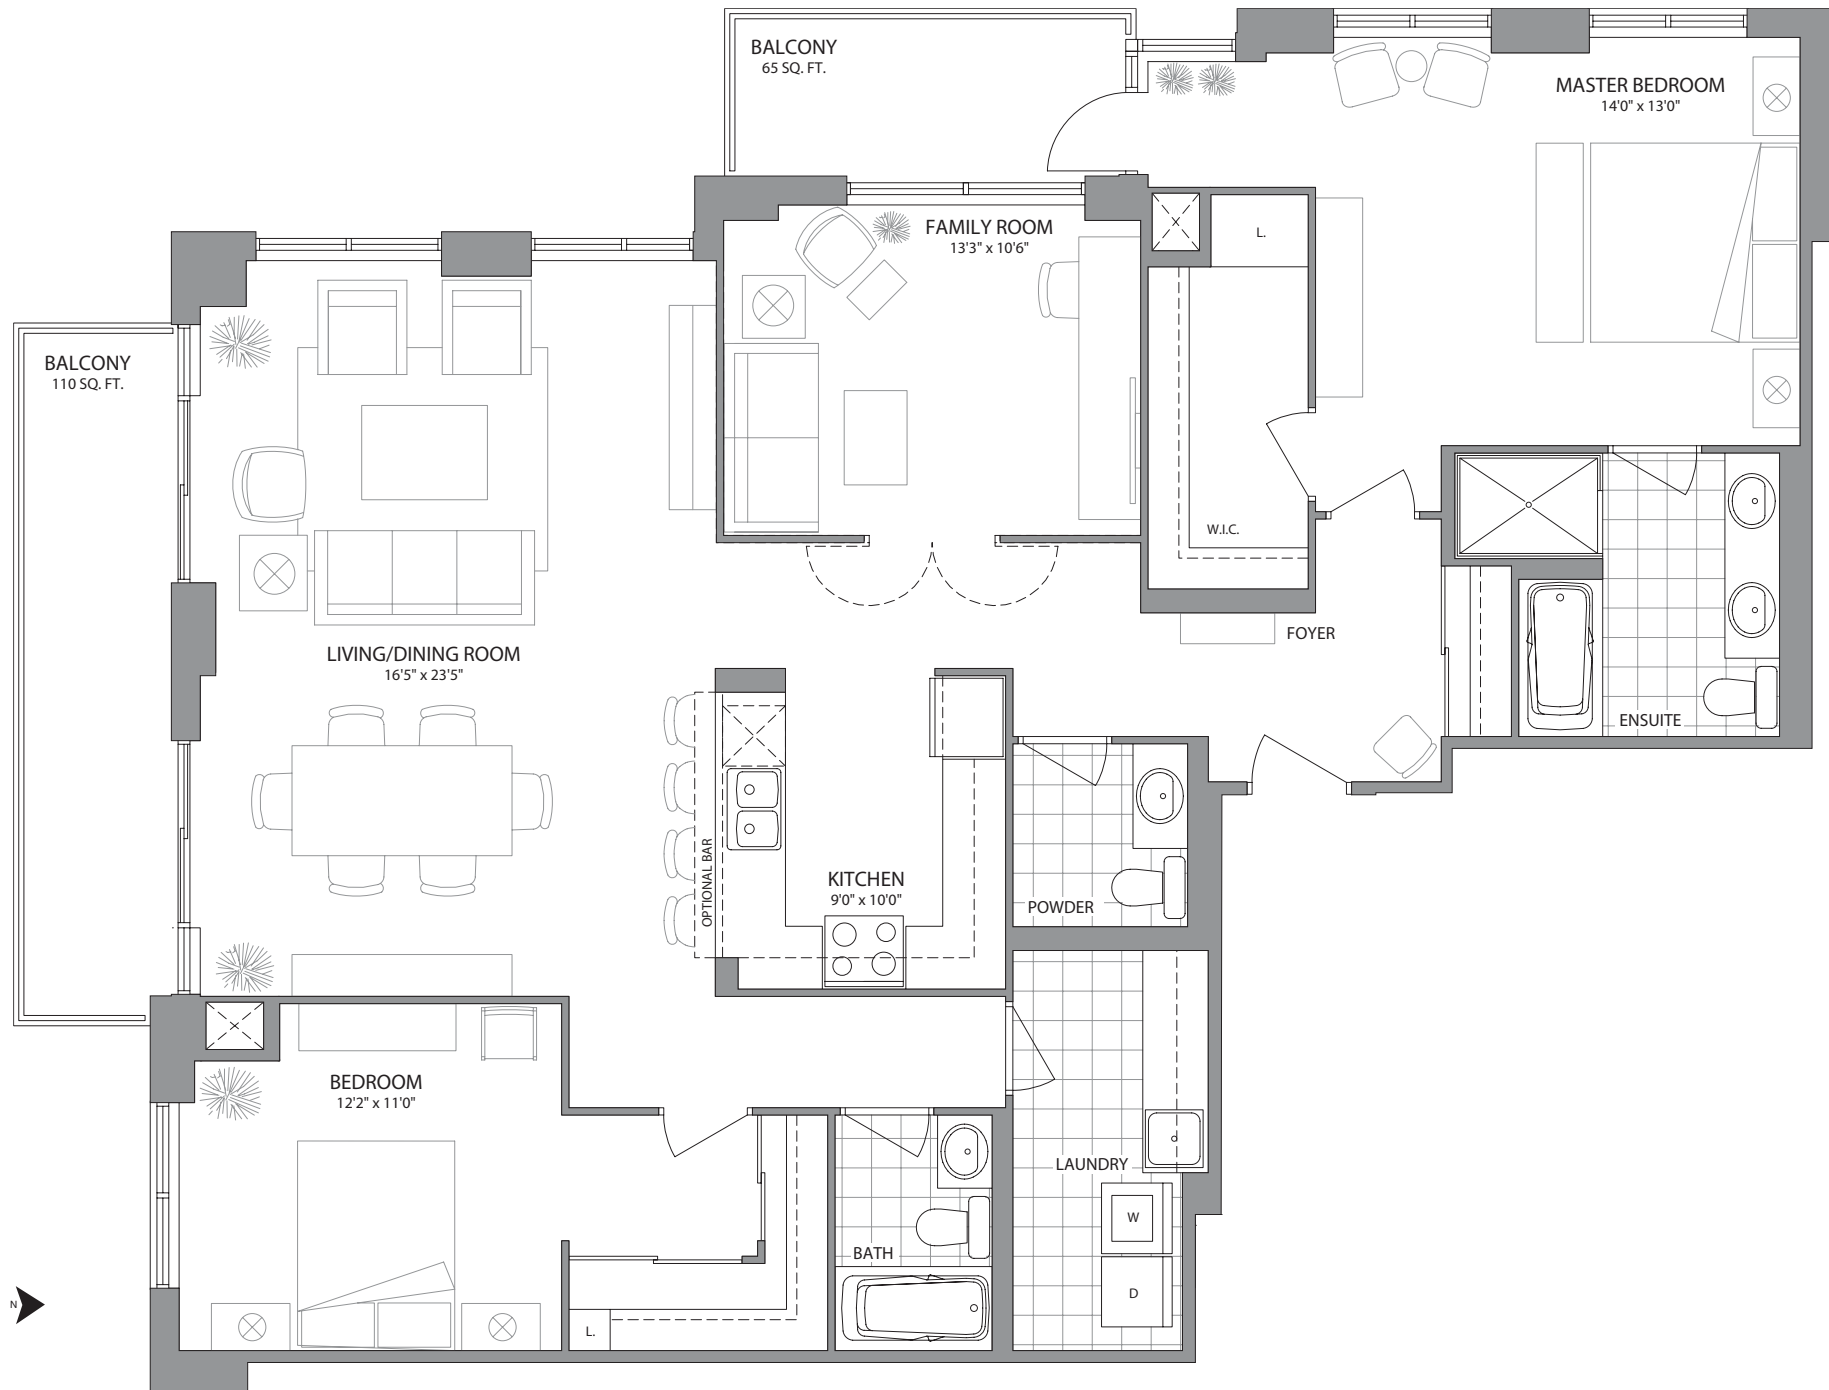 BALCONY
65 SQ. FT.
MASTER BEDROOM
14'0" x 13'0"
FAMILY ROOM
13'3" x 10'6"
L.
BALCONY
110 SQ. FT.
W.I.C.
FOYER
LIVING/DINING ROOM
16'5" x 23'5"
ENSUITE
OPTIONAL BAR
KITCHEN
9'0" x 10'0"
POWDER
BEDROOM
12'2" x 11'0"
LAUNDRY
W
BATH
D
N
L.